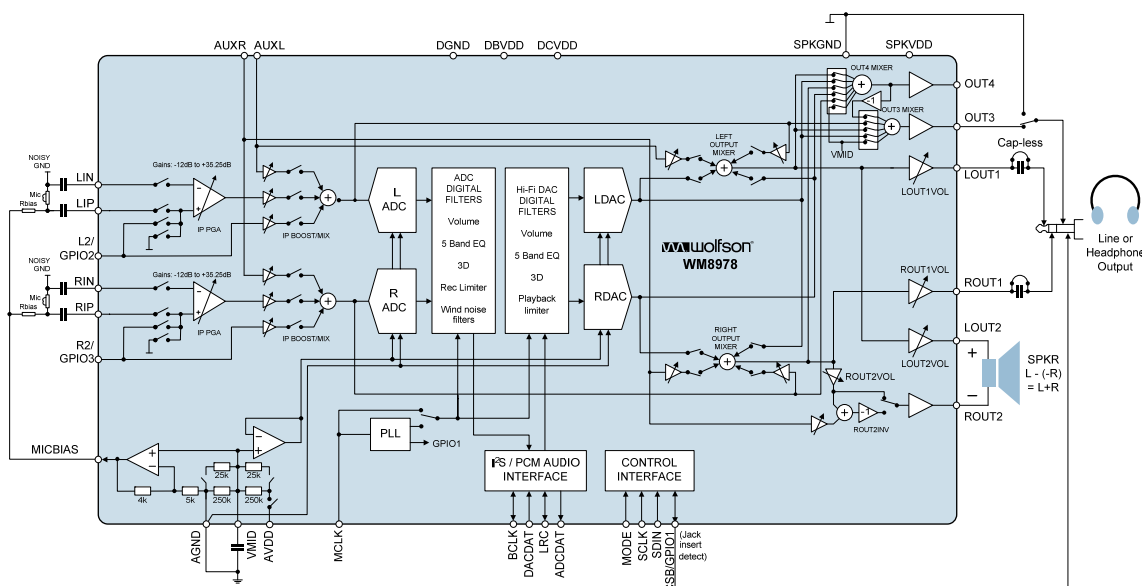 AUXR
AUXL
DGND
DBVDD
DCVDD
SPKGND
SPKVDD
OUT4 MIXER
OUT4
-1
OUT3 MIXER
OUT3
VMID
NOISY
GND
Mic
Rbias
LIN
LIP
L2/
GPIO2
Gains: -12dB to +35.25dB
-
+
IP PGA
IP BOOST/MIX
+
L
ADC
ADC
DIGITAL
FILTERS
Volume
5 Band EQ
3D
Rec Limiter
Wind noise
filters
Hi-Fi DAC
DIGITAL
FILTERS
Volume
5 Band EQ
3D
Playback
limiter
LDAC
LEFT
OUTPUT
MIXER
+
+
+
LOUT1VOL
LOUT1
Cap-less
Line or
Headphone
Output
wolfson
WM8978
NOISY
GND
Mic
Rbias
RIN
RIP
R2/
GPIO3
Gains: -12dB to +35.25dB
-
+
IP PGA
IP BOOST/MIX
+
R
ADC
RDAC
RIGHT
OUTPUT
MIXER
+
ROUT1VOL
ROUT1
LOUT2
LOUT2VOL
ROUT2VOL
+
-1
ROUT2INV
+
−
SPKR
L - (-R)
= L+R
ROUT2
MICBIAS
+
-
-
+
25k
25k
4k
5k
250k
250k
PLL
GPIO1
I²S / PCM AUDIO
INTERFACE
CONTROL
INTERFACE
AGND
VMID
AVDD
MCLK
BCLK
DACDAT
LRC
ADCDAT
MODE
SCLK
SDIN
SB/GPIO1
(Jack
insert
detect)